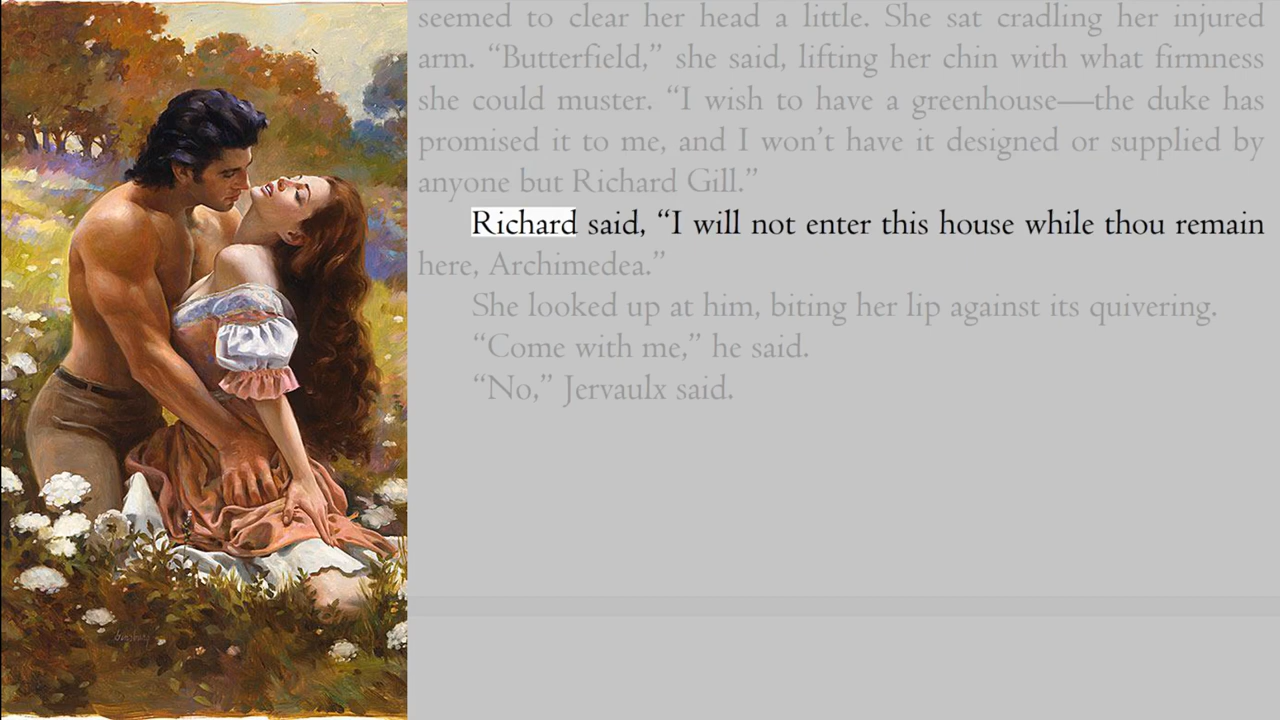 seemed to clear her head a little. She sat cradling her injured
arm. “Butterfield,” she said, lifting her chin with what firmness
she could muster. “I wish to have a greenhouse—the duke has
promised it to me, and I won’t have it designed or supplied by
anyone but Richard Gill.”
Richard said, “I will not enter this house while thou remain
here, Archimedea.”
She looked up at him, biting her lip against its quivering.
“Come with me,” he said.
“No,” Jervaulx said.